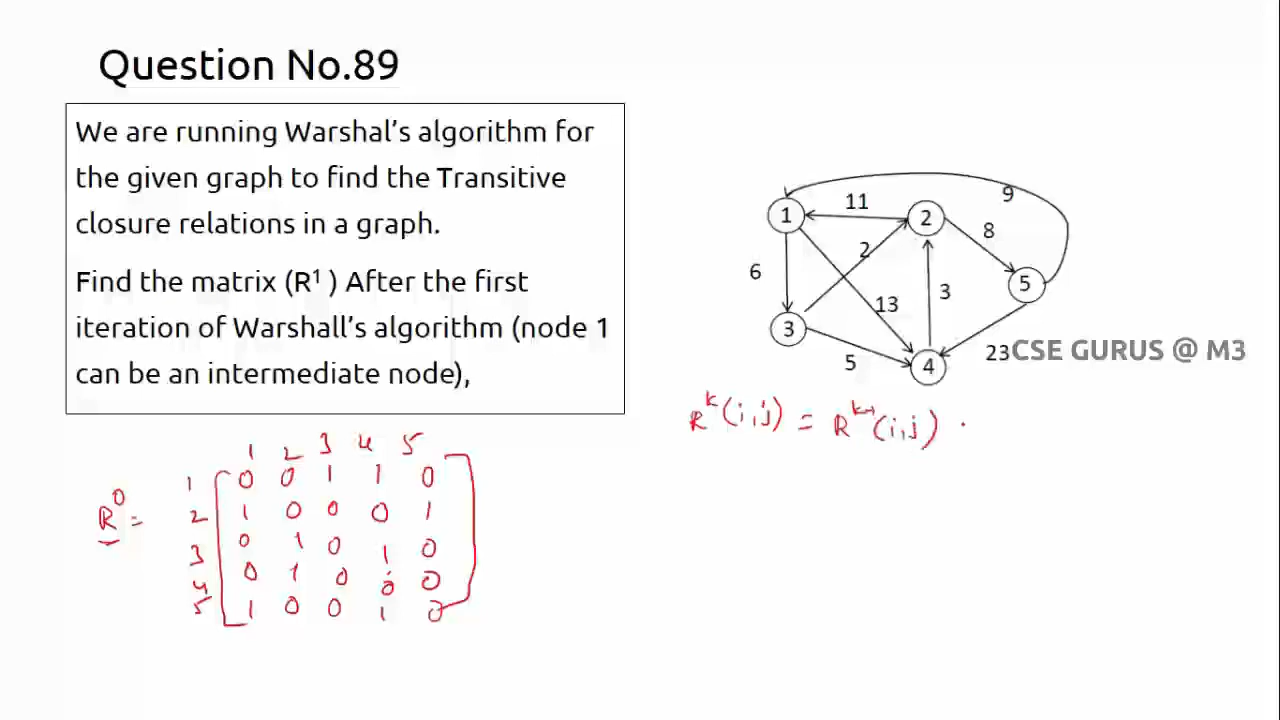 Question No.89
We are running Warshal’s algorithm for
the given graph to find the Transitive
closure relations in a graph.
Find the matrix (R¹ ) After the first
iteration of Warshall’s algorithm (node 1
can be an intermediate node),
9
1 11 2
8
2
6 5
13 3
3
23
5 4
CSE GURUS @ M3
R^k(i,j) = R^k-1(i,j) .
1 2 3 4 5
1 0 0 1 1 0
2 1 0 0 0 1
R^0 =
3 0 1 0 1 0
4 0 1 0 0 0
5 1 0 0 1 0